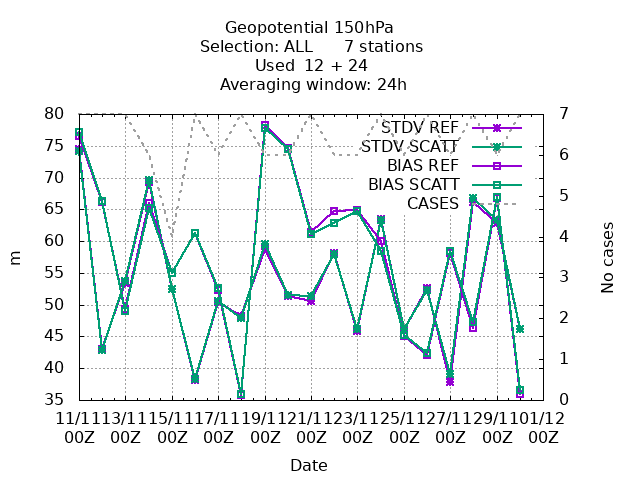 Geopotential 150hPa
Selection: ALL 7 stations
Used 12 + 24
Averaging window: 24h
80 7
STDV REF
75
STDV SCATT
6
BIAS REF
70
BIAS SCATT
5
65
CASES
60 4
55
3
50
2
45
40 1
35 0
m
No cases
11/11 13/11 15/11 17/11 19/11 21/11 23/11 25/11 27/11 29/11 01/12
00Z 00Z 00Z 00Z 00Z 00Z 00Z 00Z 00Z 00Z 00Z
Date